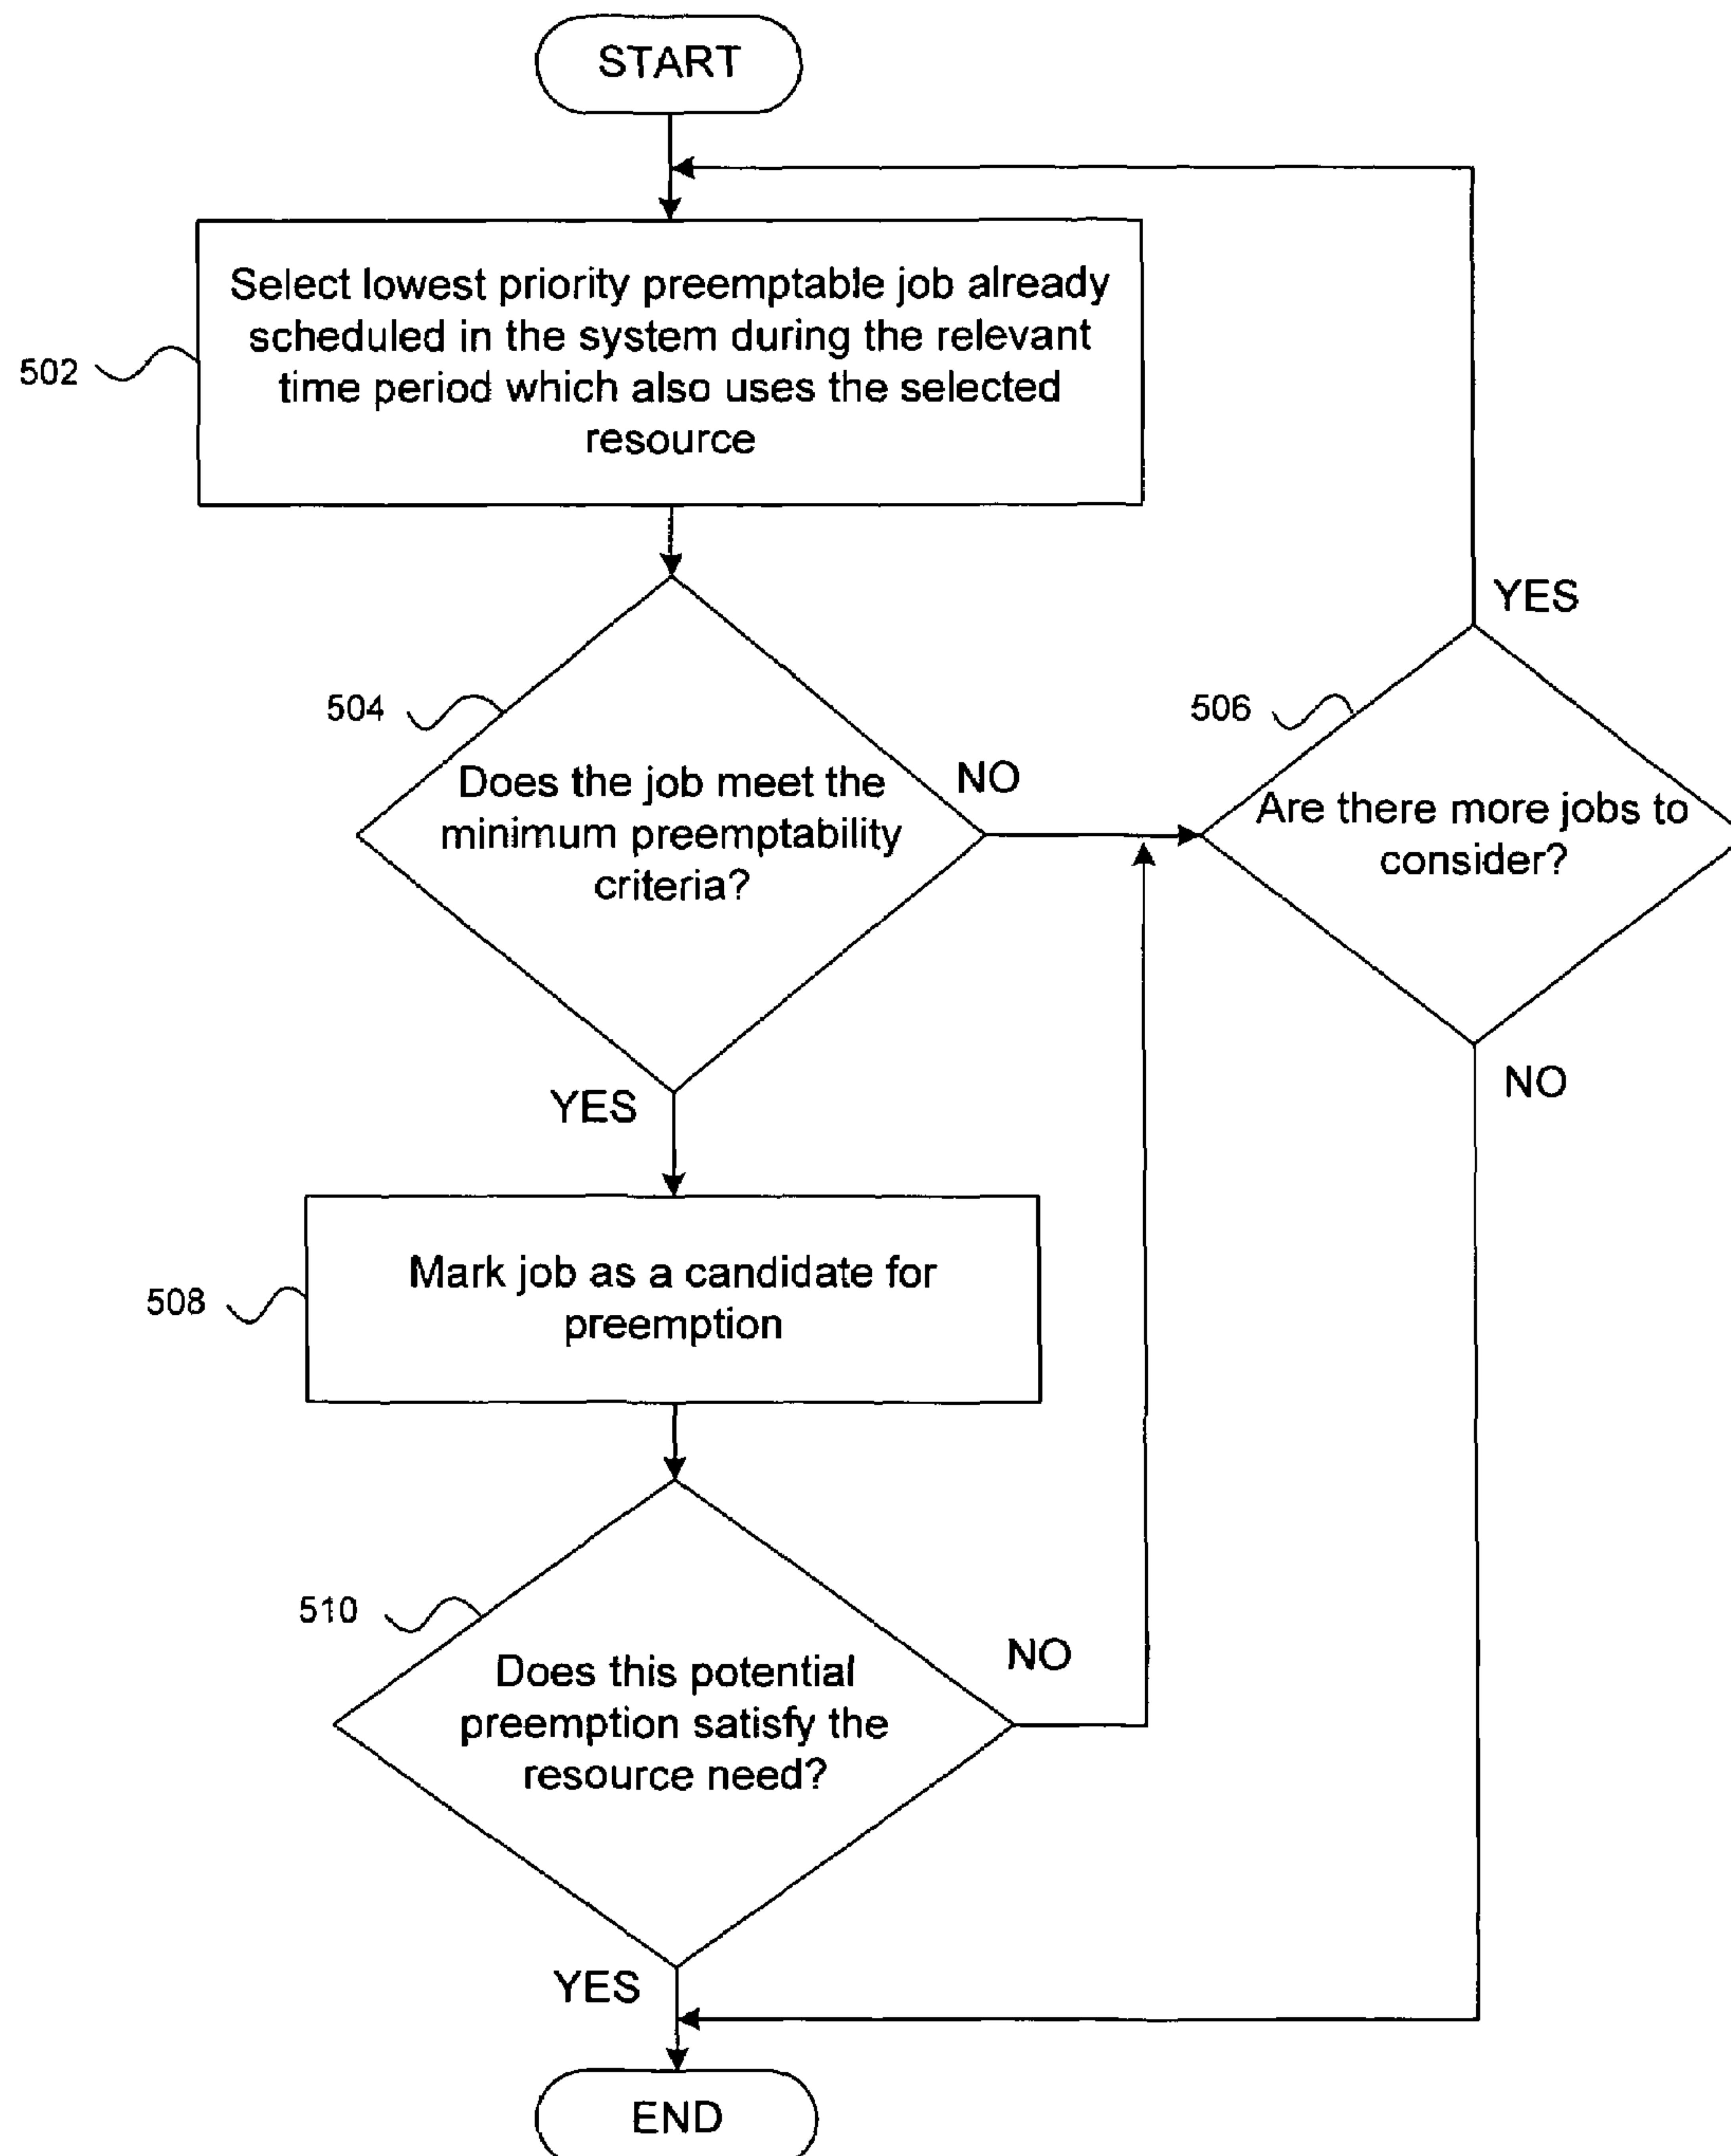 START
Select lowest priority preemptable job already
scheduled in the system during the relevant
time period which also uses the selected
resource
502
YES
504
506
Does the job meet the
minimum preemptability
criteria?
NO
Are there more jobs to
consider?
YES
NO
Mark job as a candidate for
preemption
508
510
Does this potential
preemption satisfy the
resource need?
NO
YES
END